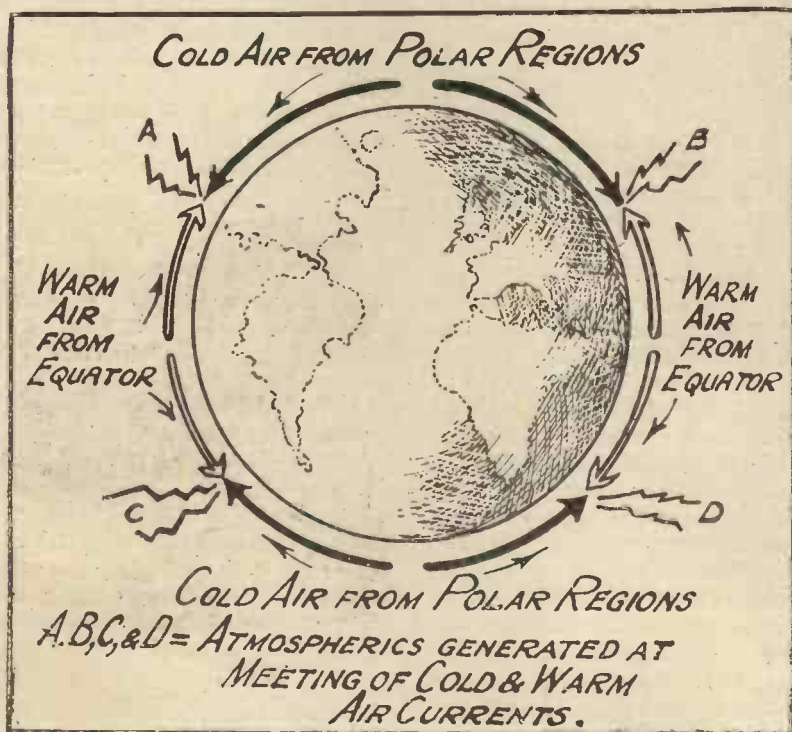 COLD AIR FROM POLAR REGIONS
A
B
WARM
AIR
FROM
EQUATOR
WARM
AIR
FROM
EQUATOR
C
D
COLD AIR FROM POLAR REGIONS
A.B,C,&D = ATMOSPHERICS GENERATED AT
MEETING OF COLD & WARM
AIR CURRENTS.